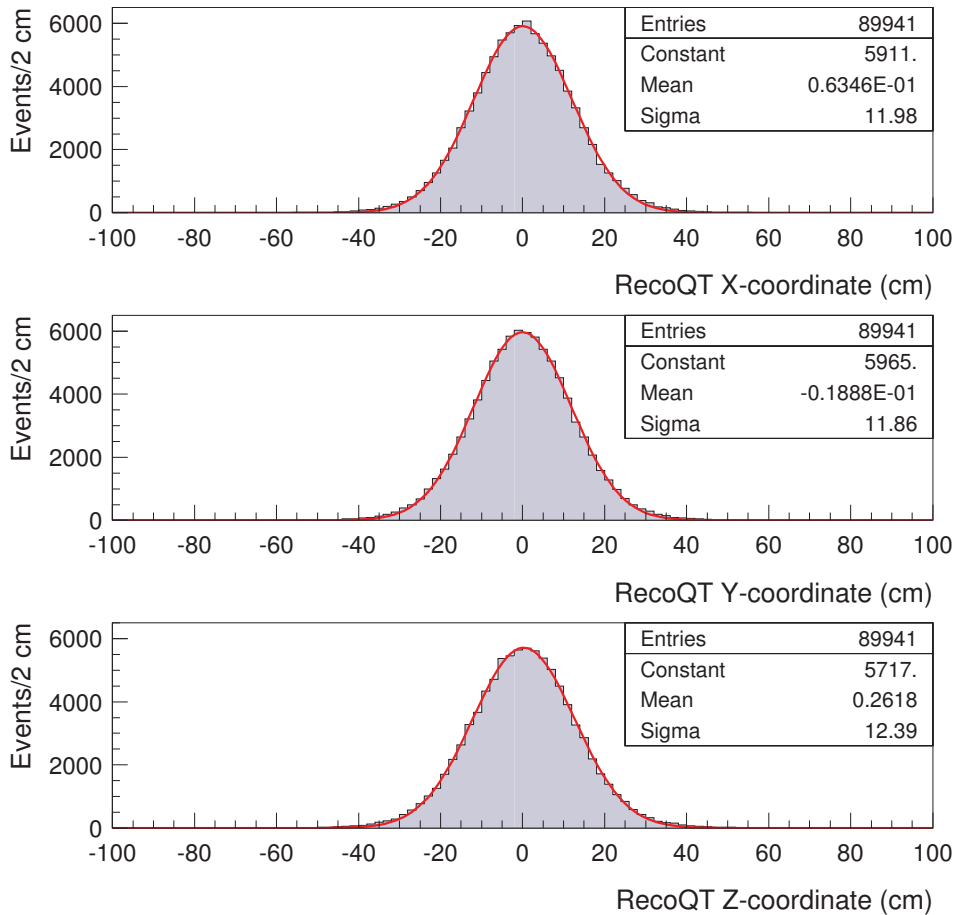 Events/2 cm
6000
4000
2000
0
Entries 89941
Constant 5911.
Mean 0.6346E-01
Sigma 11.98
-100 -80 -60 -40 -20 0 20 40 60 80 100
RecoQT X-coordinate (cm)
Events/2 cm
6000
4000
2000
0
Entries 89941
Constant 5965.
Mean -0.1888E-01
Sigma 11.86
-100 -80 -60 -40 -20 0 20 40 60 80 100
RecoQT Y-coordinate (cm)
Events/2 cm
6000
4000
2000
0
Entries 89941
Constant 5717.
Mean 0.2618
Sigma 12.39
-100 -80 -60 -40 -20 0 20 40 60 80 100
RecoQT Z-coordinate (cm)